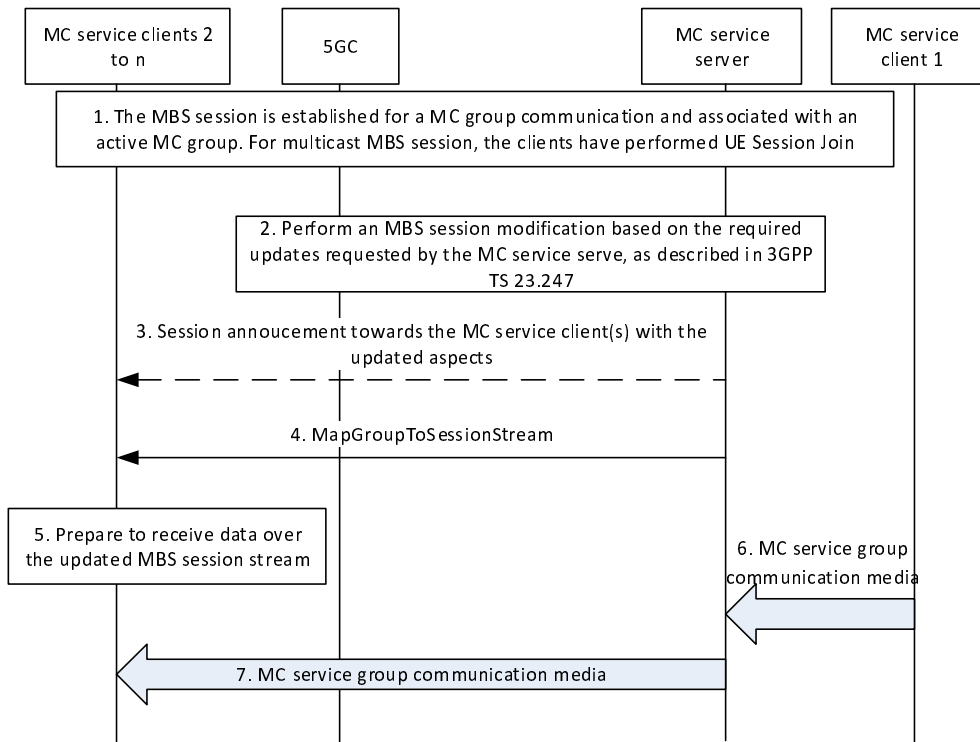 MC service clients 2
to n
5GC
MC service
server
MC service
client 1
1. The MBS session is established for a MC group communication and associated with an
active MC group. For multicast MBS session, the clients have performed UE Session Join
2. Perform an MBS session modification based on the required
updates requested by the MC service serve, as described in 3GPP
TS 23.247
3. Session annoucement towards the MC service client(s) with the
updated aspects
4. MapGroupToSessionStream
5. Prepare to receive data over
the updated MBS session stream
6. MC service group
communication media
7. MC service group communication media